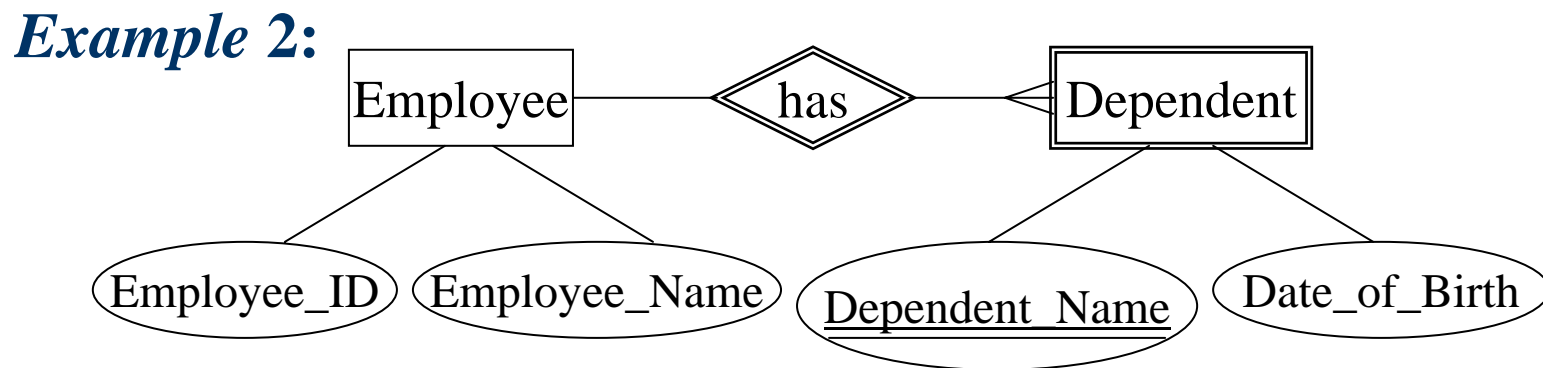 Example 2:
Employee has Dependent
Employee_ID Employee_Name Dependent_Name Date_of_Birth